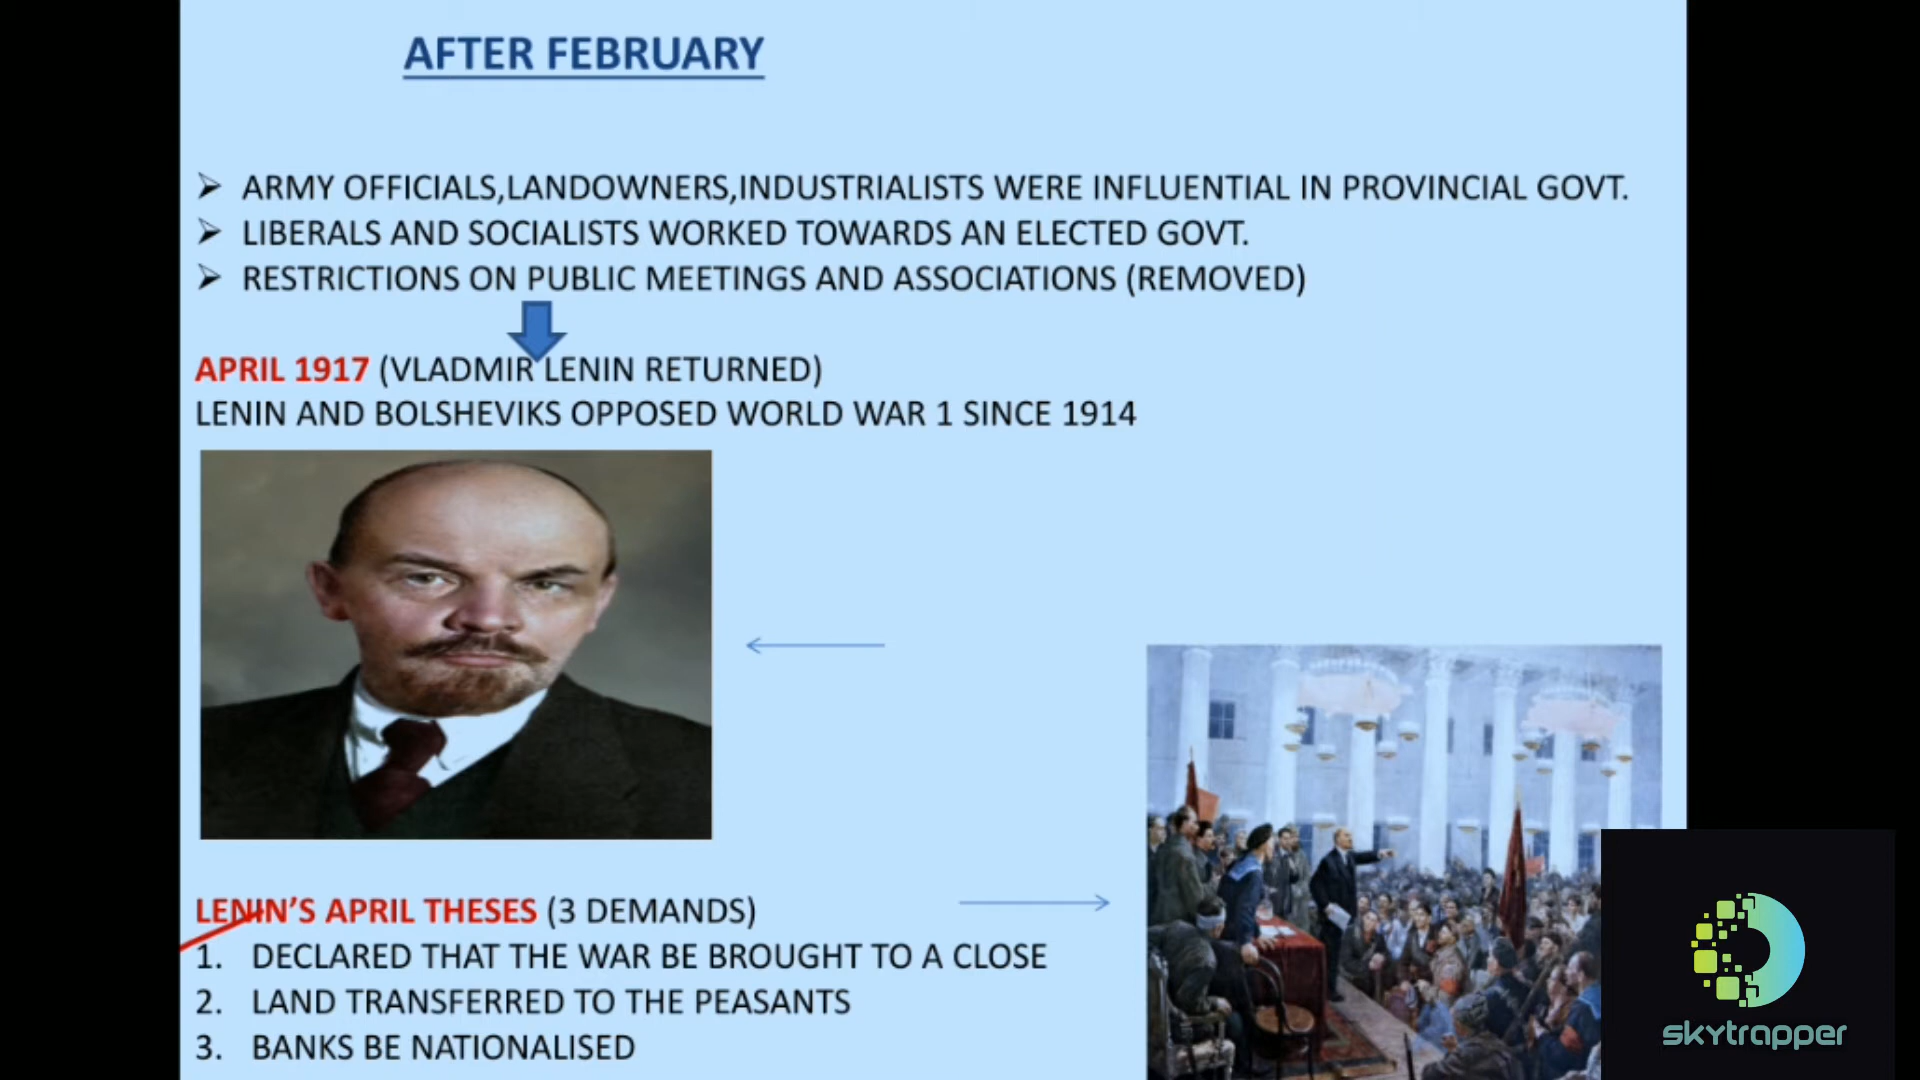 AFTER FEBRUARY
➢ ARMY OFFICIALS,LANDOWNERS,INDUSTRIALISTS WERE INFLUENTIAL IN PROVINCIAL GOVT.
➢ LIBERALS AND SOCIALISTS WORKED TOWARDS AN ELECTED GOVT.
➢ RESTRICTIONS ON PUBLIC MEETINGS AND ASSOCIATIONS (REMOVED)
APRIL 1917 (VLADMIR LENIN RETURNED)
LENIN AND BOLSHEVIKS OPPOSED WORLD WAR 1 SINCE 1914
LENIN’S APRIL THESES (3 DEMANDS)
1. DECLARED THAT THE WAR BE BROUGHT TO A CLOSE
2. LAND TRANSFERRED TO THE PEASANTS
3. BANKS BE NATIONALISED
skytrapper